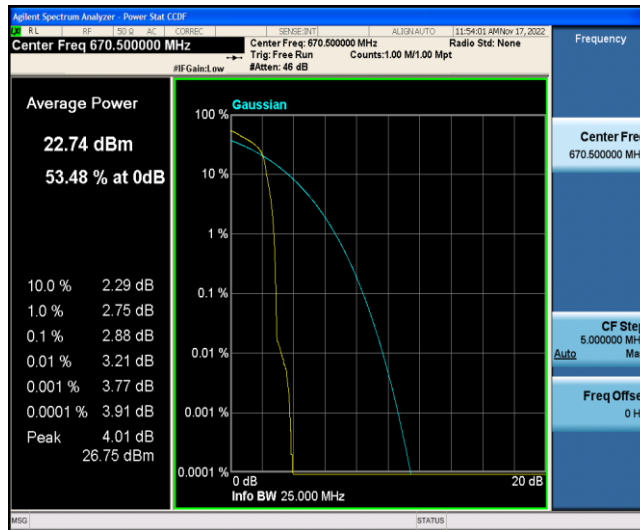 Agilent Spectrum Analyzer - Power Stat CCDF
RL RF 50 Ω AC CORREC SENSE:INT ALIGNAUTO 11:54:01 AMNov 17, 2022
Center Freq 670.500000 MHz
Center Freq: 670.500000 MHz Radio Std: None
Trig: Free Run Counts:1.00 M/1.00 Mpt
#IFGain:Low #Atten: 46 dB
Frequency
Average Power
22.74 dBm
53.48 % at 0dB
10.0 % 2.29 dB
1.0 % 2.75 dB
0.1 % 2.88 dB
0.01 % 3.21 dB
0.001 % 3.77 dB
0.0001 % 3.91 dB
Peak 4.01 dB
26.75 dBm
Gaussian
100 %
10 %
1 %
0.1 %
0.01 %
0.001 %
0.0001 %
0 dB 20 dB
Info BW 25.000 MHz
Center Fre
670.500000 MH
CF Step
5.000000 MH
Auto Ma
Freq Offse
0 H
MSG STATUS